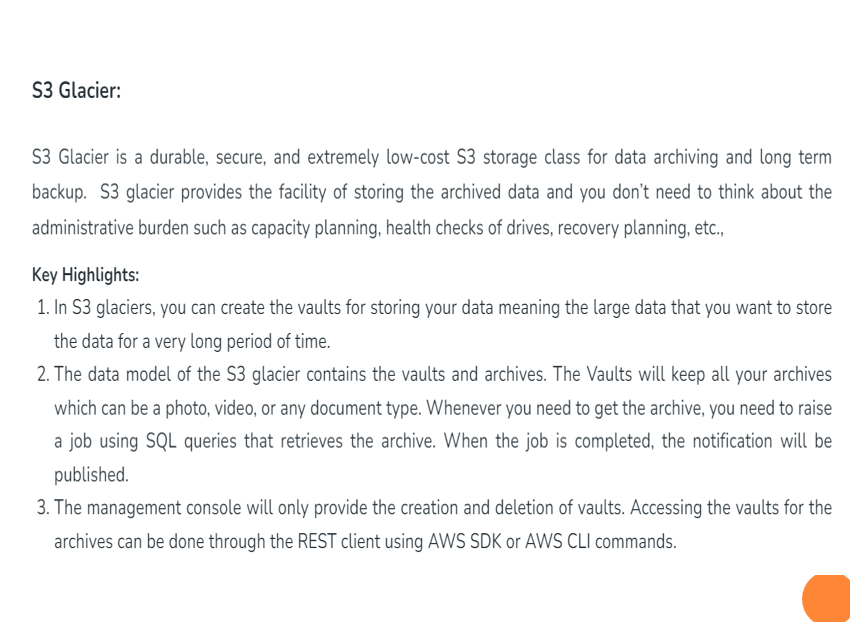 S3 Glacier:
S3 Glacier is a durable, secure, and extremely low-cost S3 storage class for data archiving and long term
backup. S3 glacier provides the facility of storing the archived data and you don’t need to think about the
administrative burden such as capacity planning, health checks of drives, recovery planning, etc.,
Key Highlights:
1. In S3 glaciers, you can create the vaults for storing your data meaning the large data that you want to store
the data for a very long period of time.
2. The data model of the S3 glacier contains the vaults and archives. The Vaults will keep all your archives
which can be a photo, video, or any document type. Whenever you need to get the archive, you need to raise
a job using SQL queries that retrieves the archive. When the job is completed, the notification will be
published.
3. The management console will only provide the creation and deletion of vaults. Accessing the vaults for the
archives can be done through the REST client using AWS SDK or AWS CLI commands.